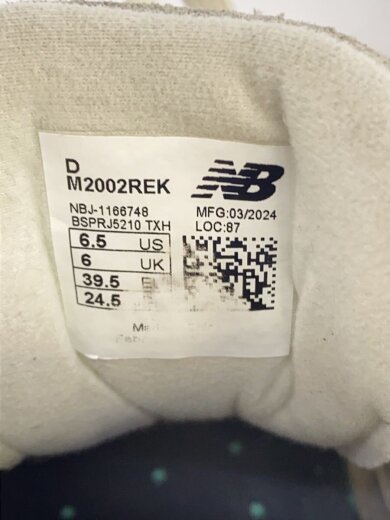 D
M2002REK
NB
NBJ-1166748
MFG:03/2024
BSPRJ5210 TXH
LOC:87
6.5 US
6 UK
39.5
24.5